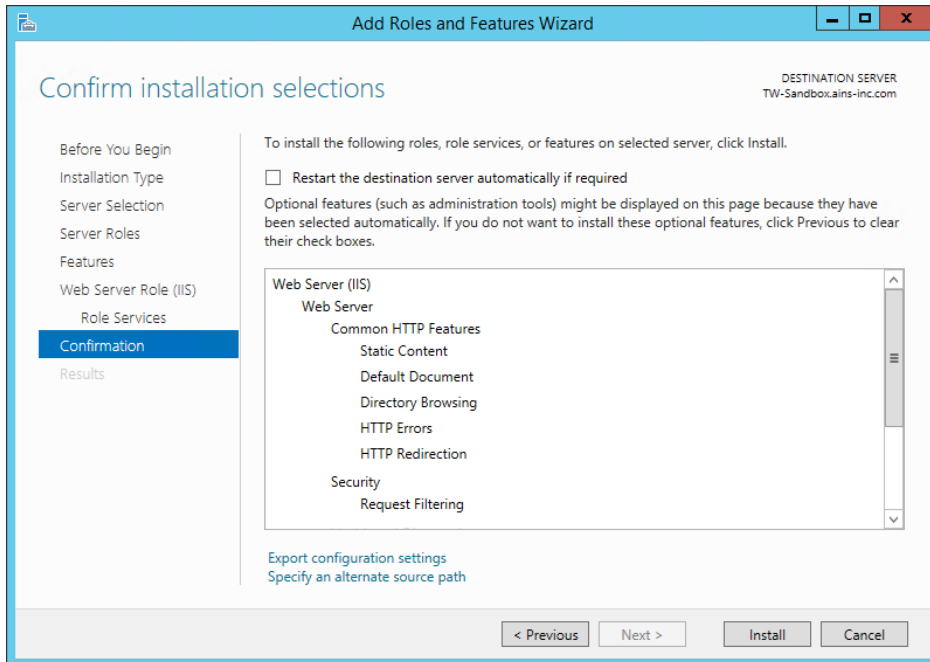 Add Roles and Features Wizard
Confirm installation selections
DESTINATION SERVER
TW-Sandbox.ains-inc.com
Before You Begin
Installation Type
Server Selection
Server Roles
Features
Web Server Role (IIS)
Role Services
Confirmation
Results
To install the following roles, role services, or features on selected server, click Install.
Restart the destination server automatically if required
Optional features (such as administration tools) might be displayed on this page because they have
been selected automatically. If you do not want to install these optional features, click Previous to clear
their check boxes.
Web Server (IIS)
Web Server
Common HTTP Features
Static Content
Default Document
Directory Browsing
HTTP Errors
HTTP Redirection
Security
Request Filtering
Export configuration settings
Specify an alternate source path
< Previous
Next >
Install
Cancel